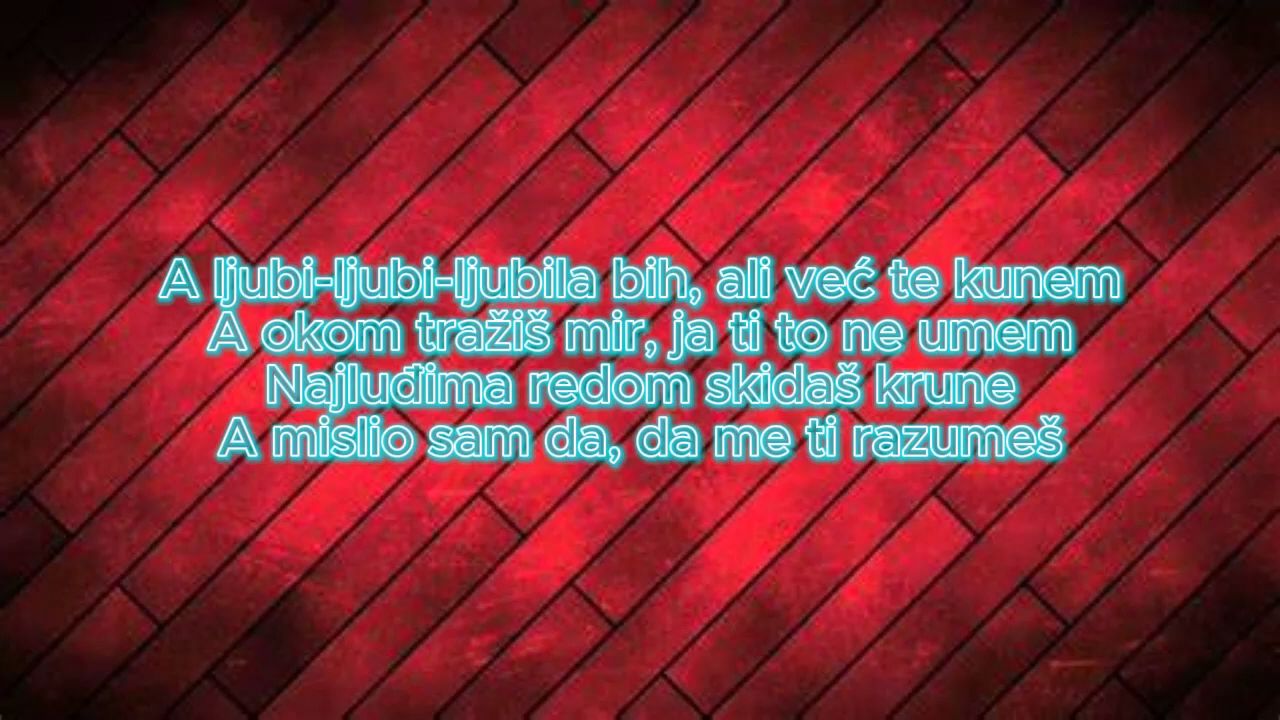 A ljubi-ljubi-ljubila bih, ali već te kunem
A okom tražiš mir, ja ti to ne umem
Najluđima redom skidaš krune
A mislio sam da, da me ti razumeš